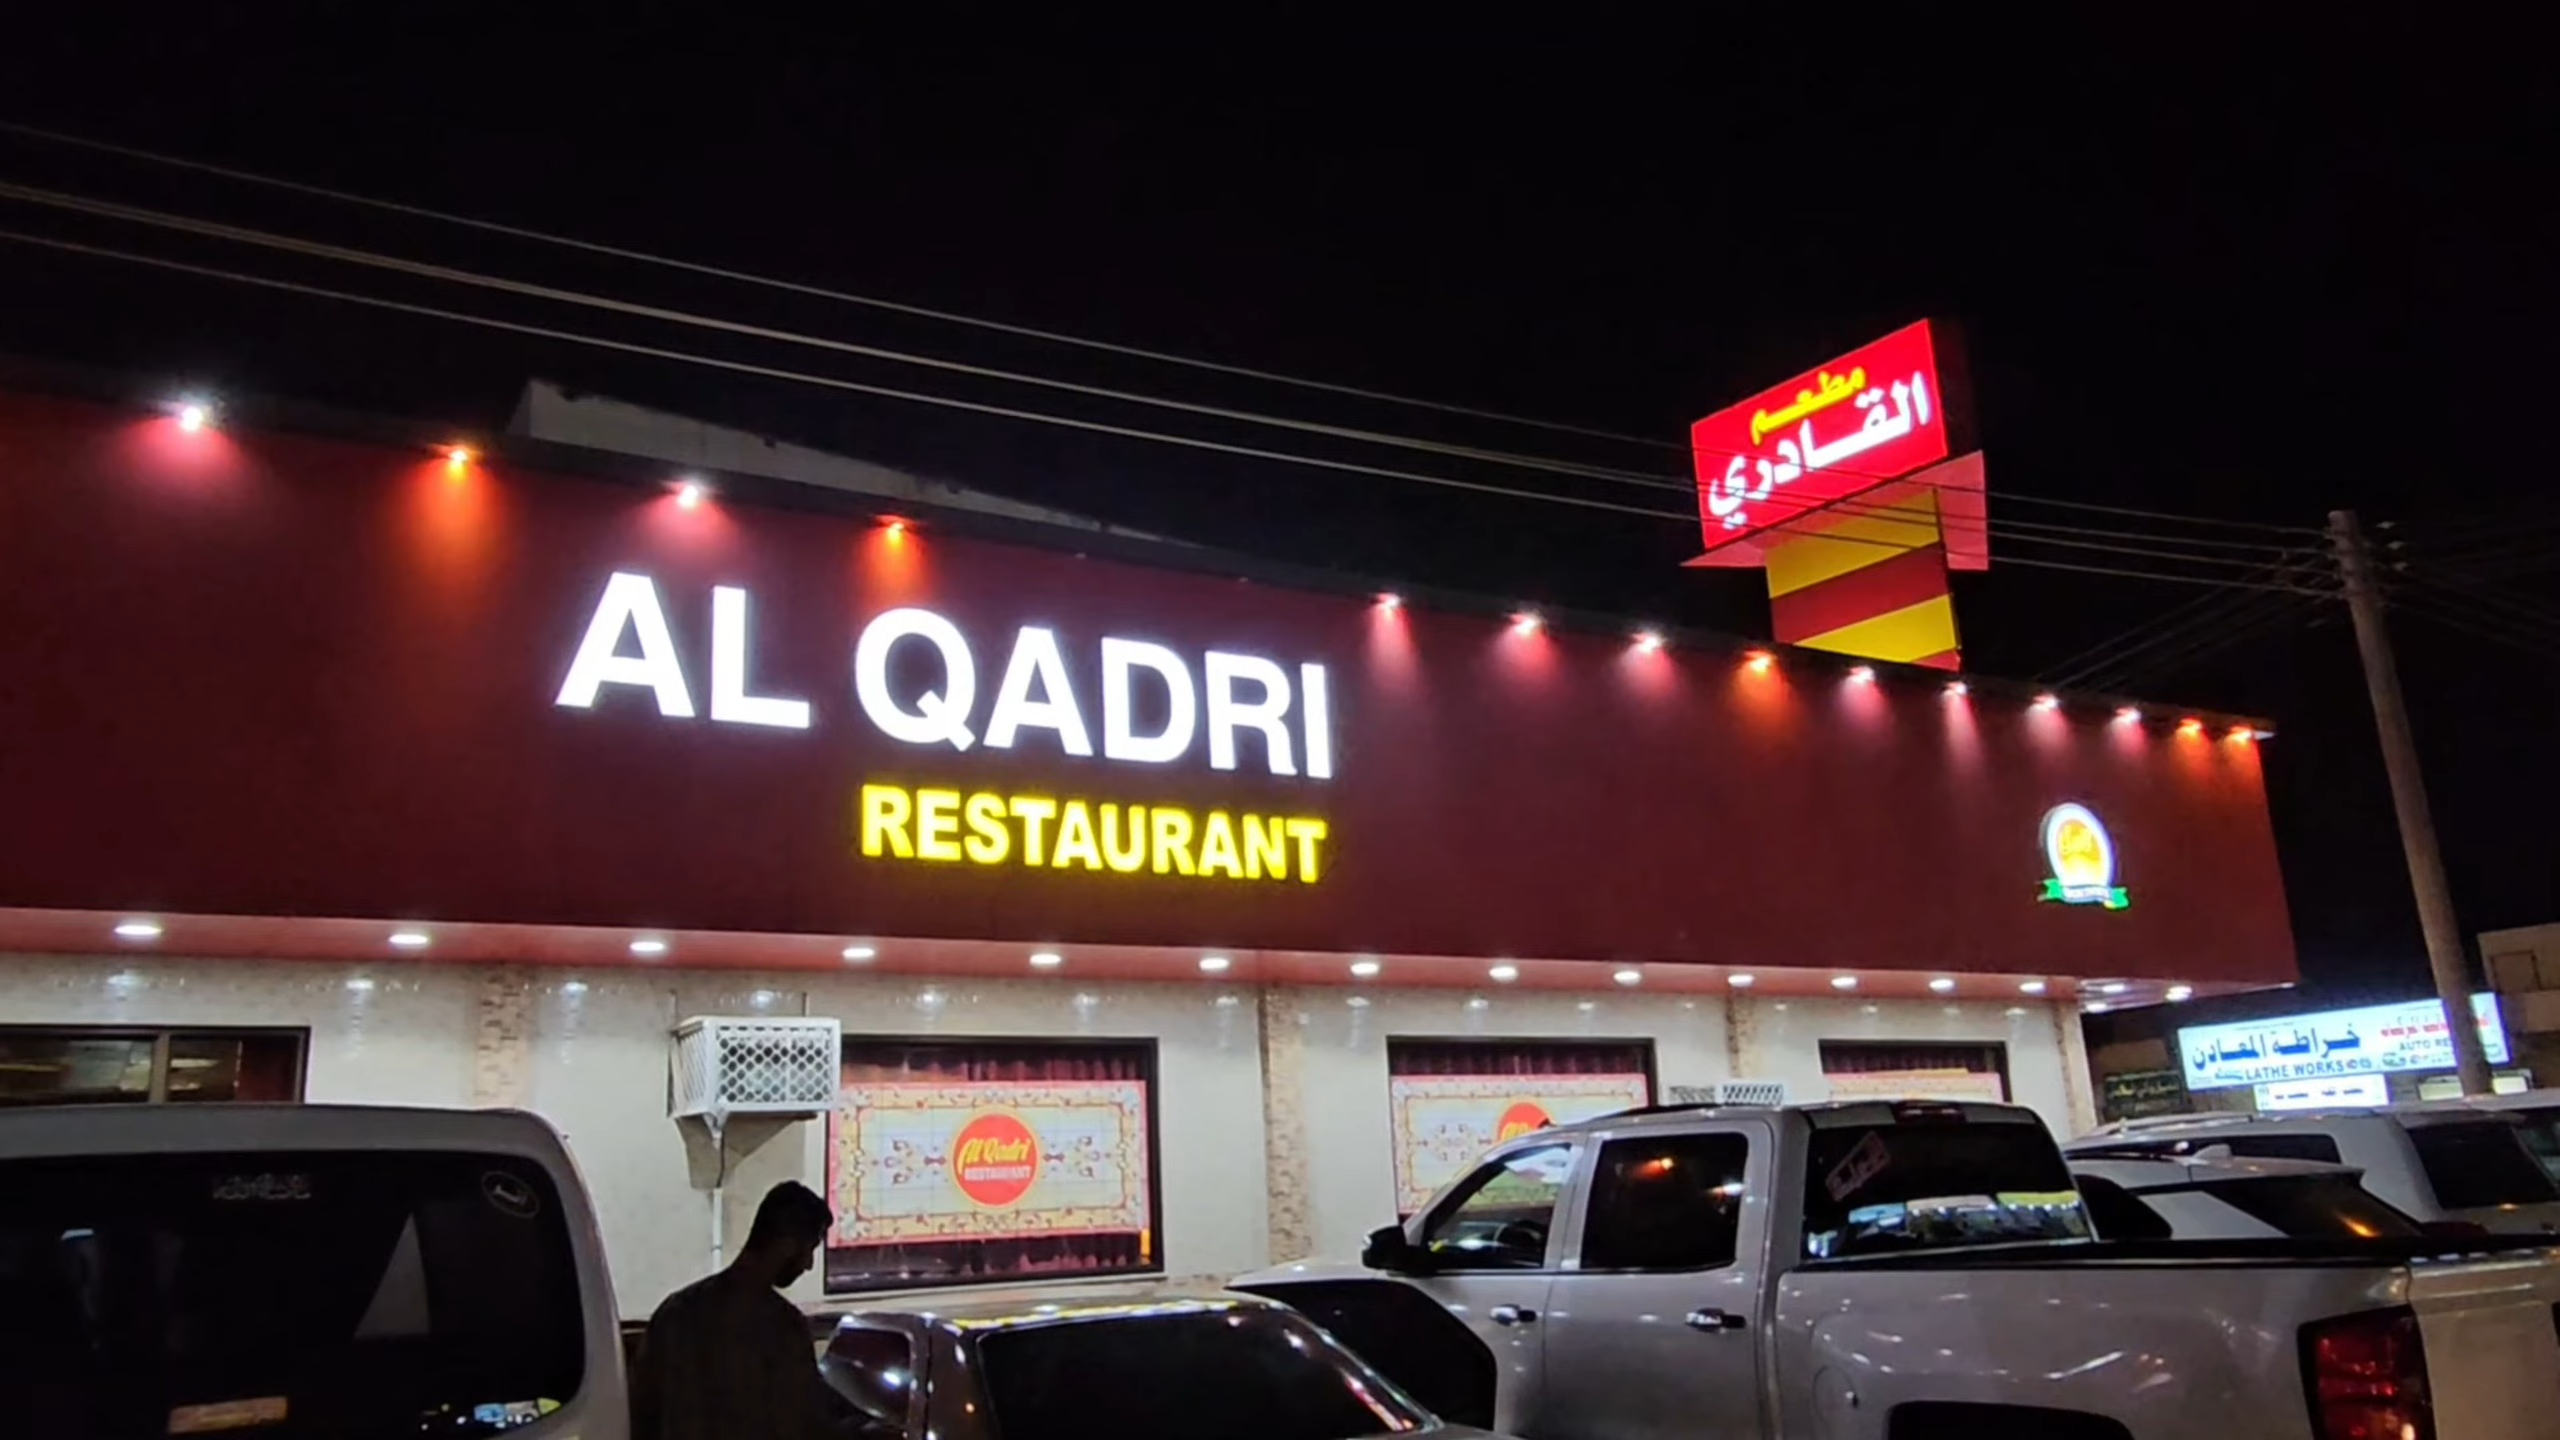 مطعم
القادري
AL QADRI
RESTAURANT
Al Qadri
RESTAURANT
خراطة المعادن
LATHE WORKS